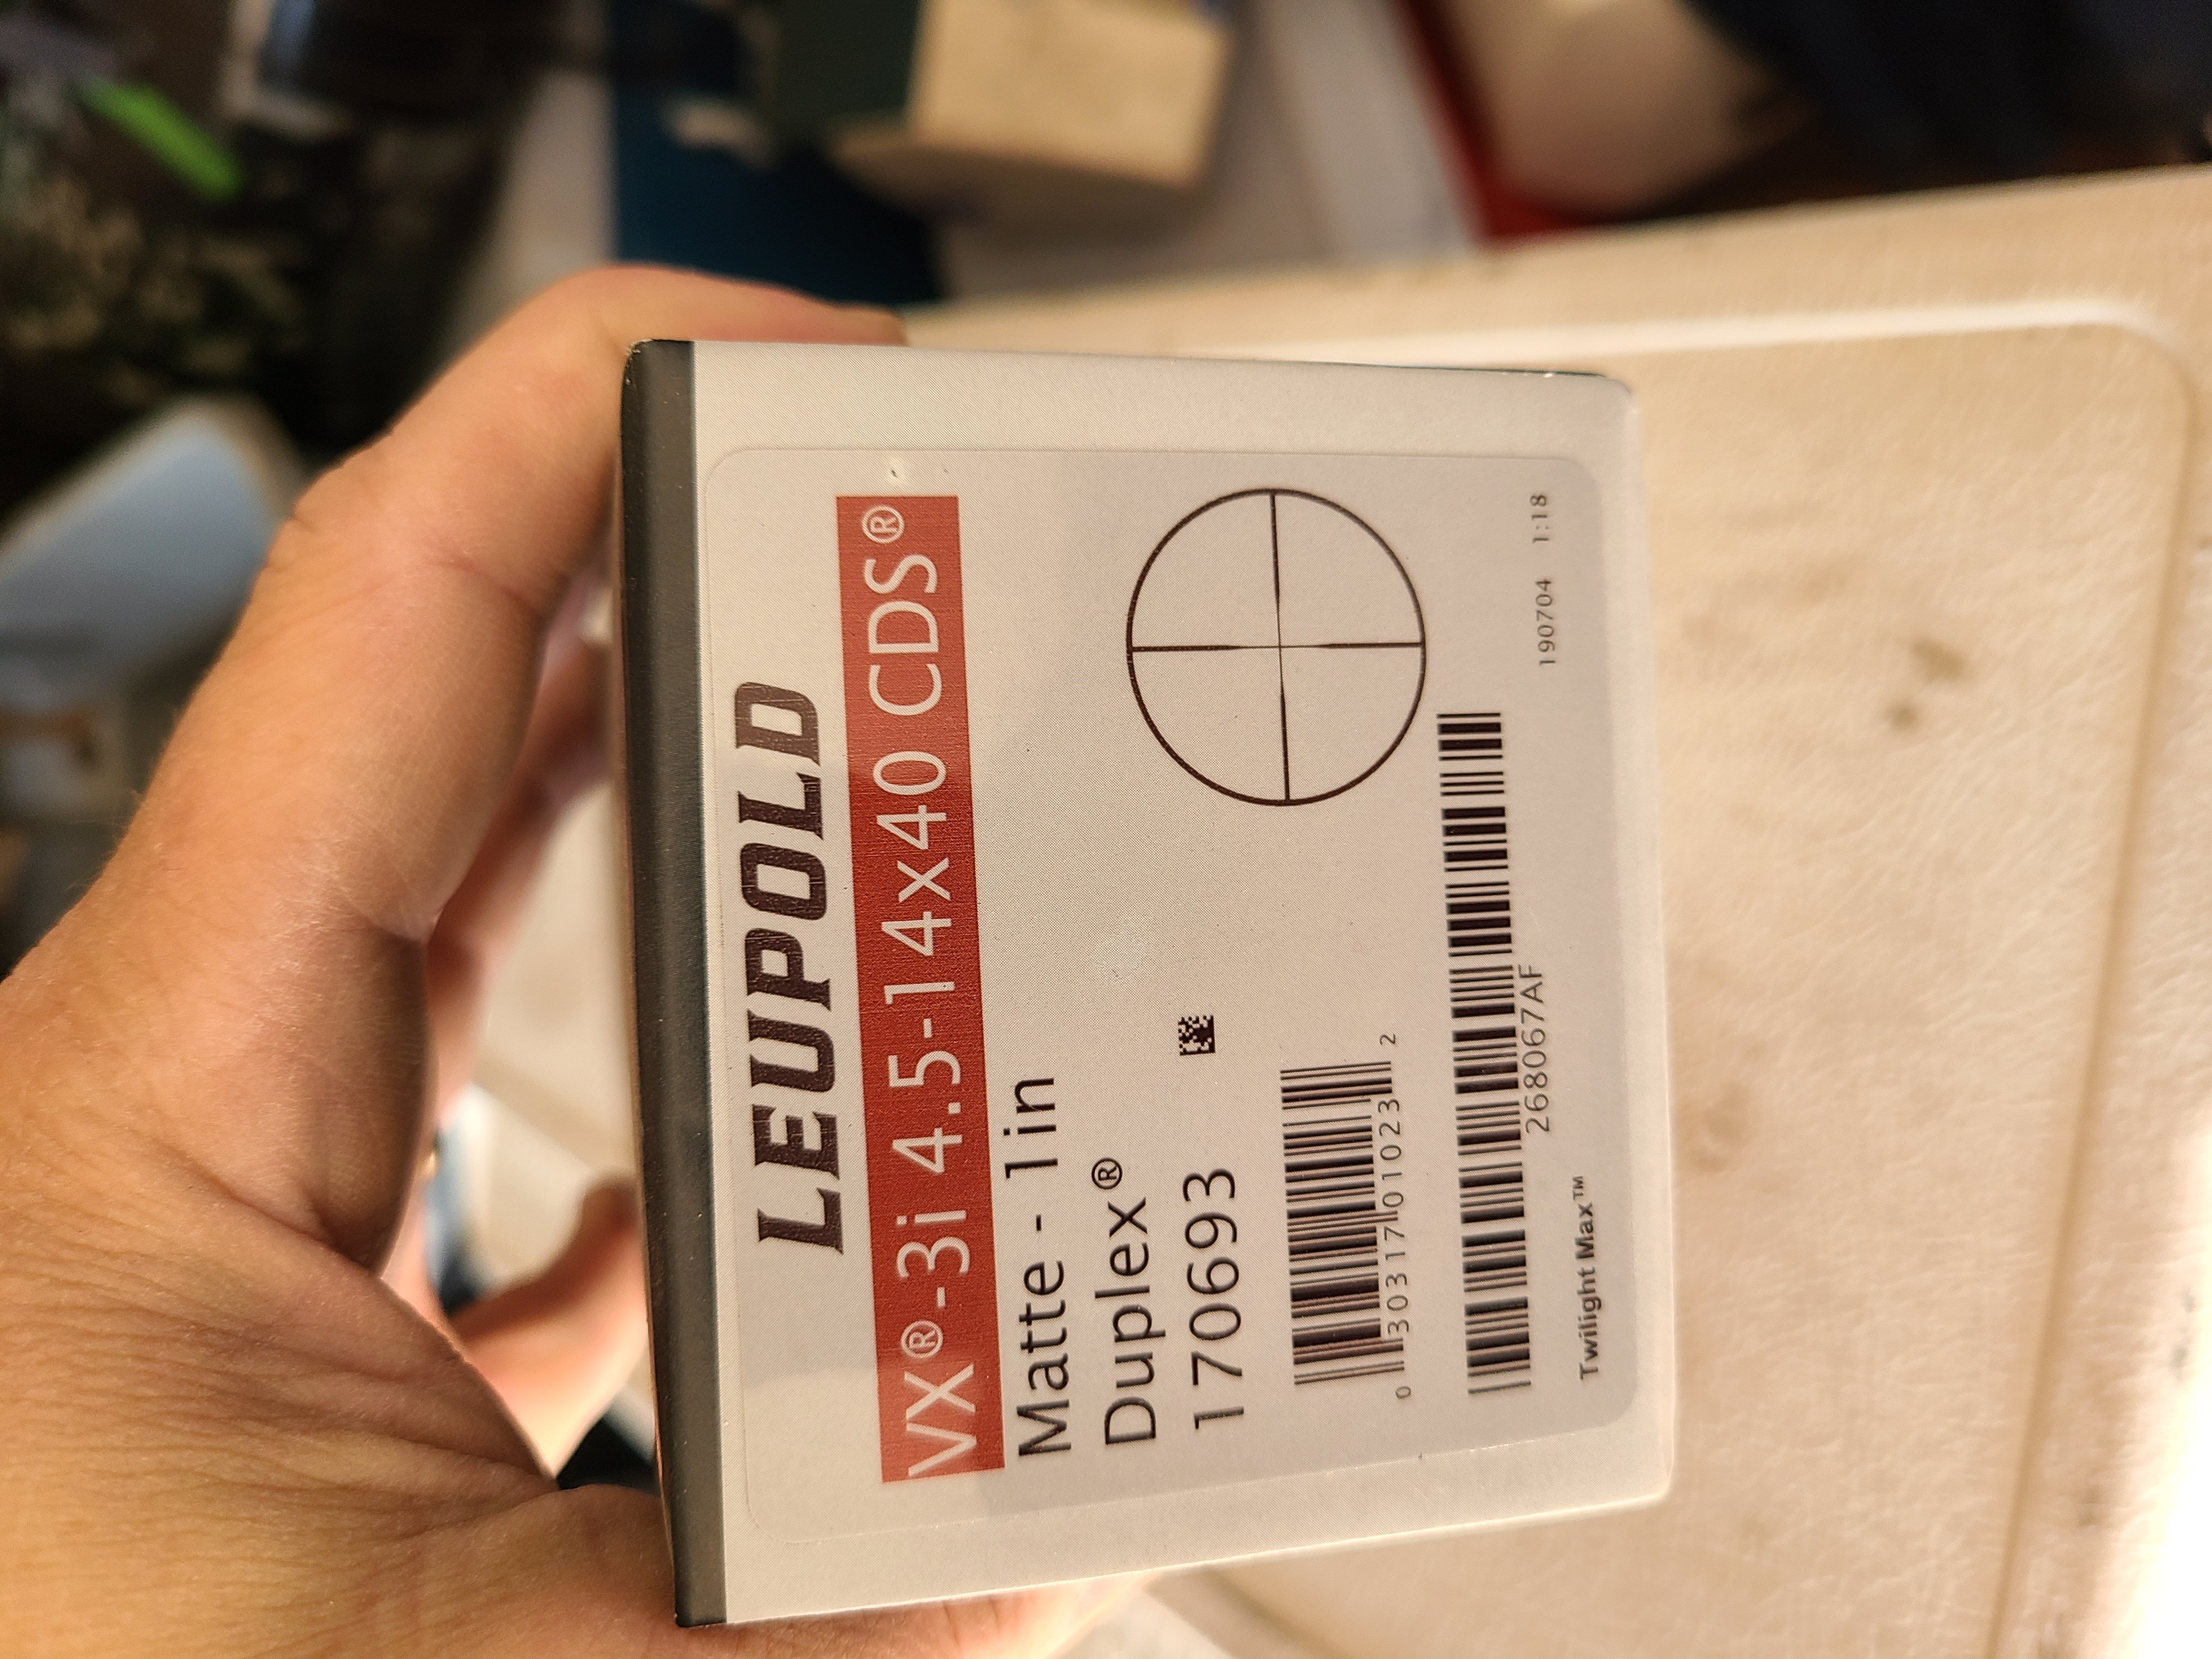 LEUPOLD
VX®-3i 4.5-14x40 CDS®
Matte - 1in
Duplex®
170693
0 30317 01023 2
268067AF
Twilight Max™
190704 1:18